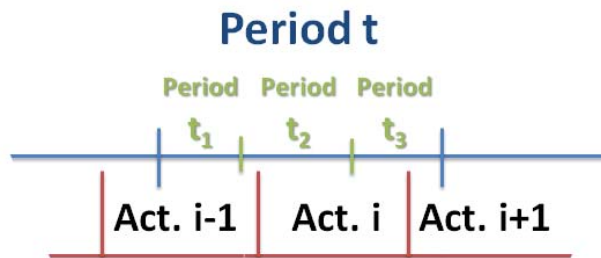 Period t
Period Period Period
t₁ t₂ t₃
Act. i-1 Act. i Act. i+1